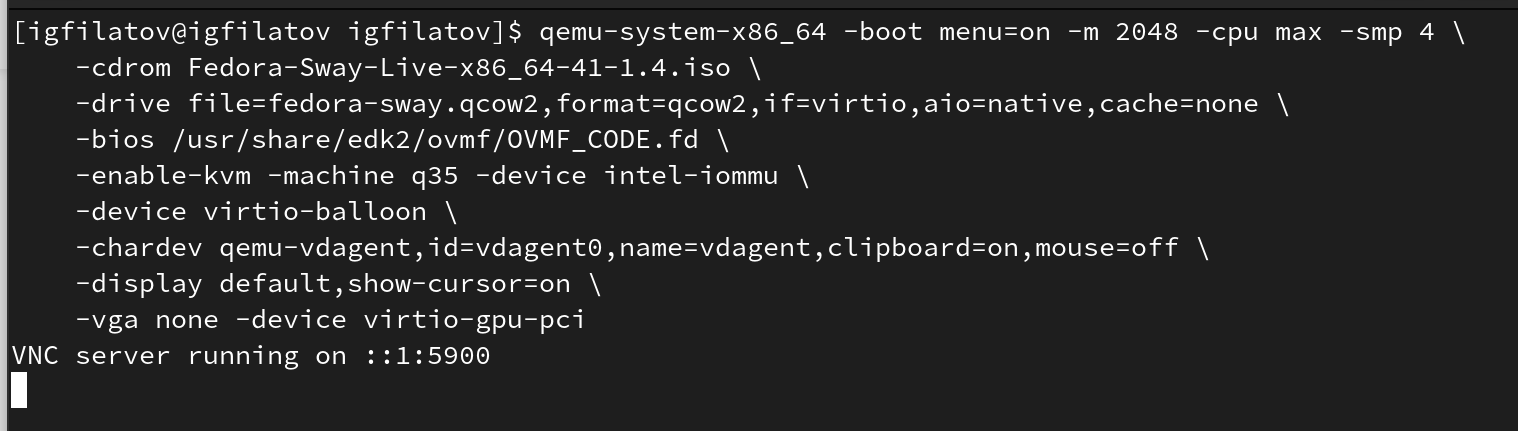 [igfilatov@igfilatov igfilatov]$ qemu-system-x86_64 -boot menu=on -m 2048 -cpu max -smp 4 \
    -cdrom Fedora-Sway-Live-x86_64-41-1.4.iso \
    -drive file=fedora-sway.qcow2,format=qcow2,if=virtio,aio=native,cache=none \
    -bios /usr/share/edk2/ovmf/OVMF_CODE.fd \
    -enable-kvm -machine q35 -device intel-iommu \
    -device virtio-balloon \
    -chardev qemu-vdagent,id=vdagent0,name=vdagent,clipboard=on,mouse=off \
    -display default,show-cursor=on \
    -vga none -device virtio-gpu-pci
VNC server running on ::1:5900